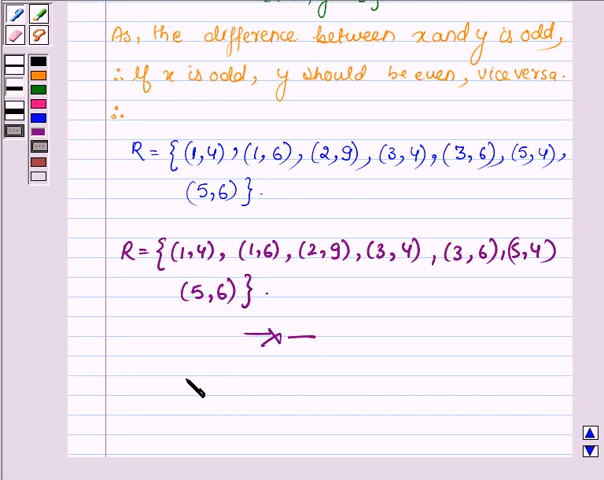 As, the difference between x and y is odd,
∴ If x is odd, y should be even, vice versa.
∴
R = {(1,4), (1,6), (2,9), (3,4), (3,6), (5,4),
(5,6)}.
R = {(1,4), (1,6), (2,9), (3,4), (3,6), (5,4)
(5,6)}.